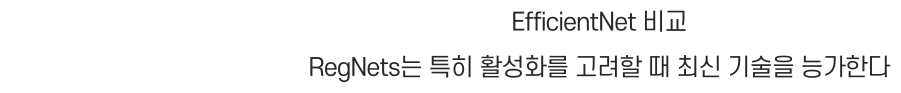 EfficientNet 비교
RegNets는 특히 활성화를 고려할 때 최신 기술을 능가한다